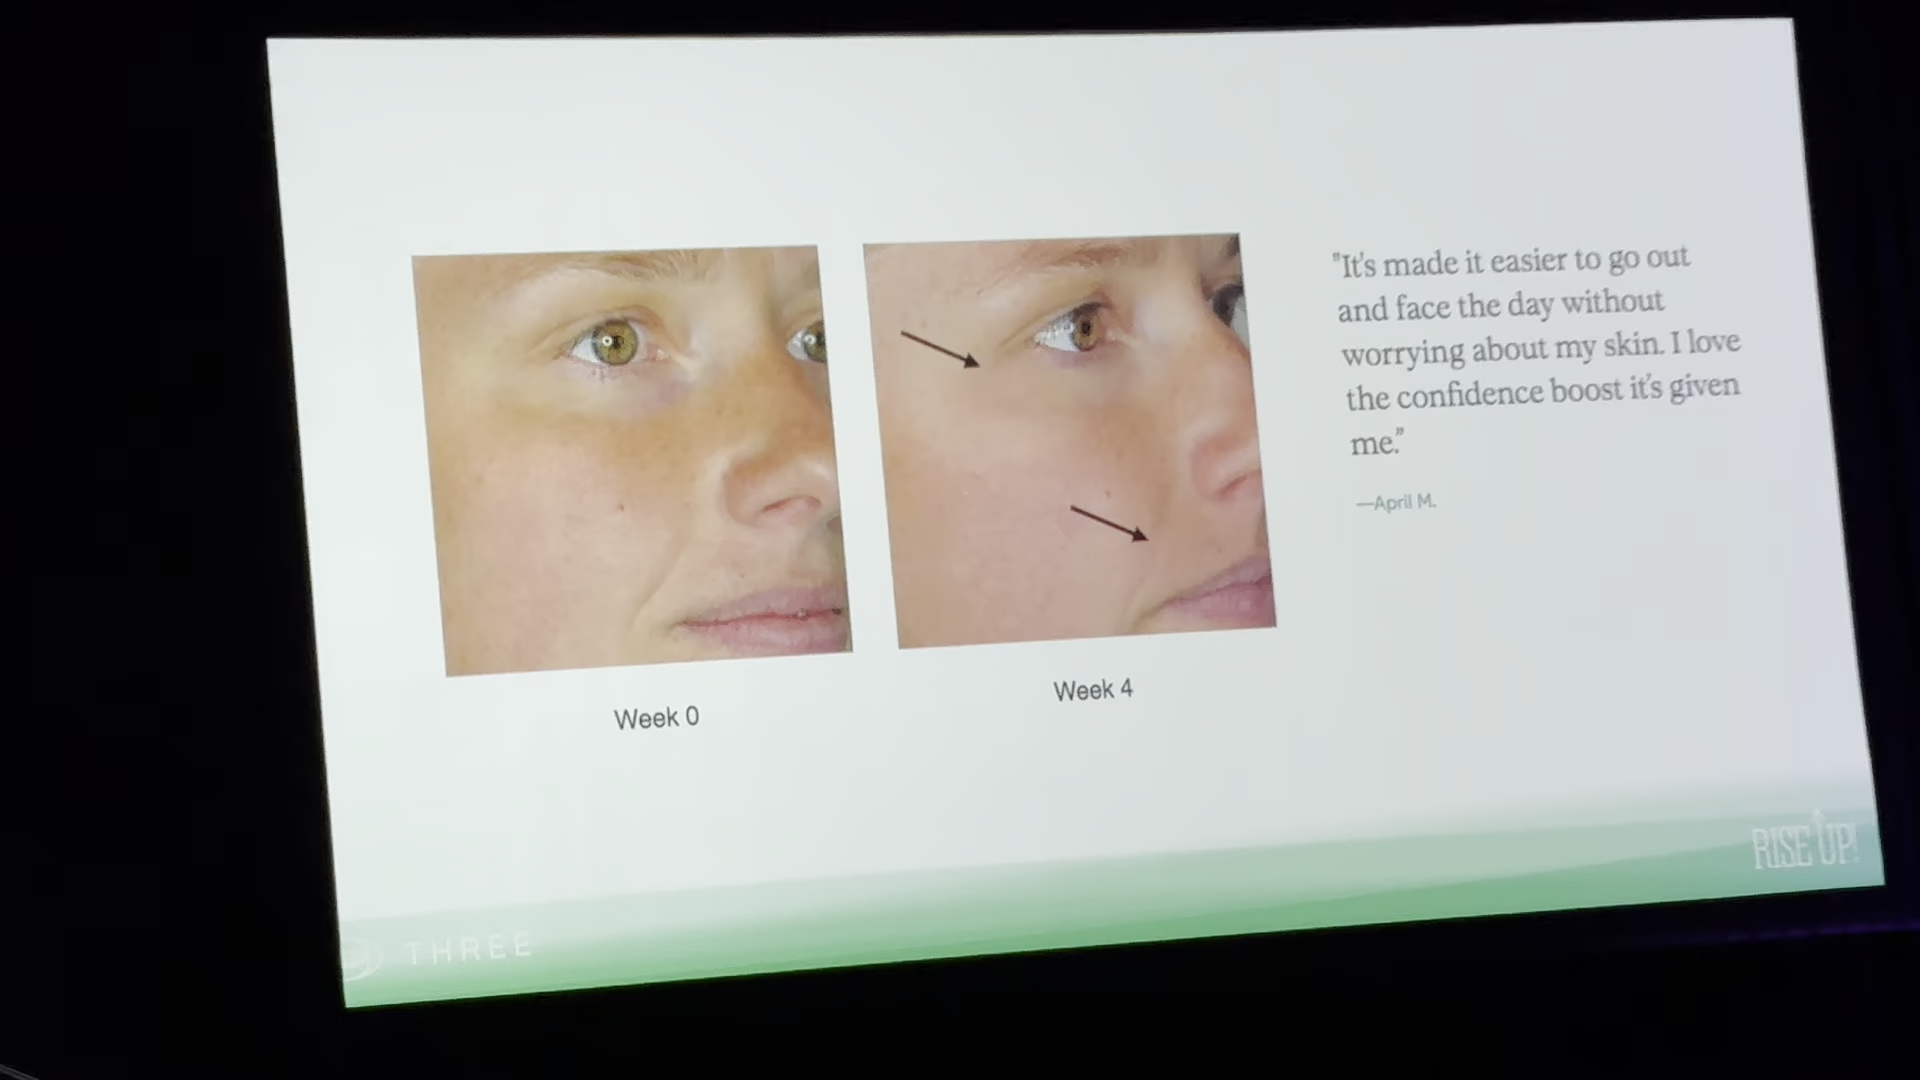 "It's made it easier to go out
and face the day without
worrying about my skin. I love
the confidence boost it's given
me."
—April M.
Week 0
Week 4
THREE
RISE UP!